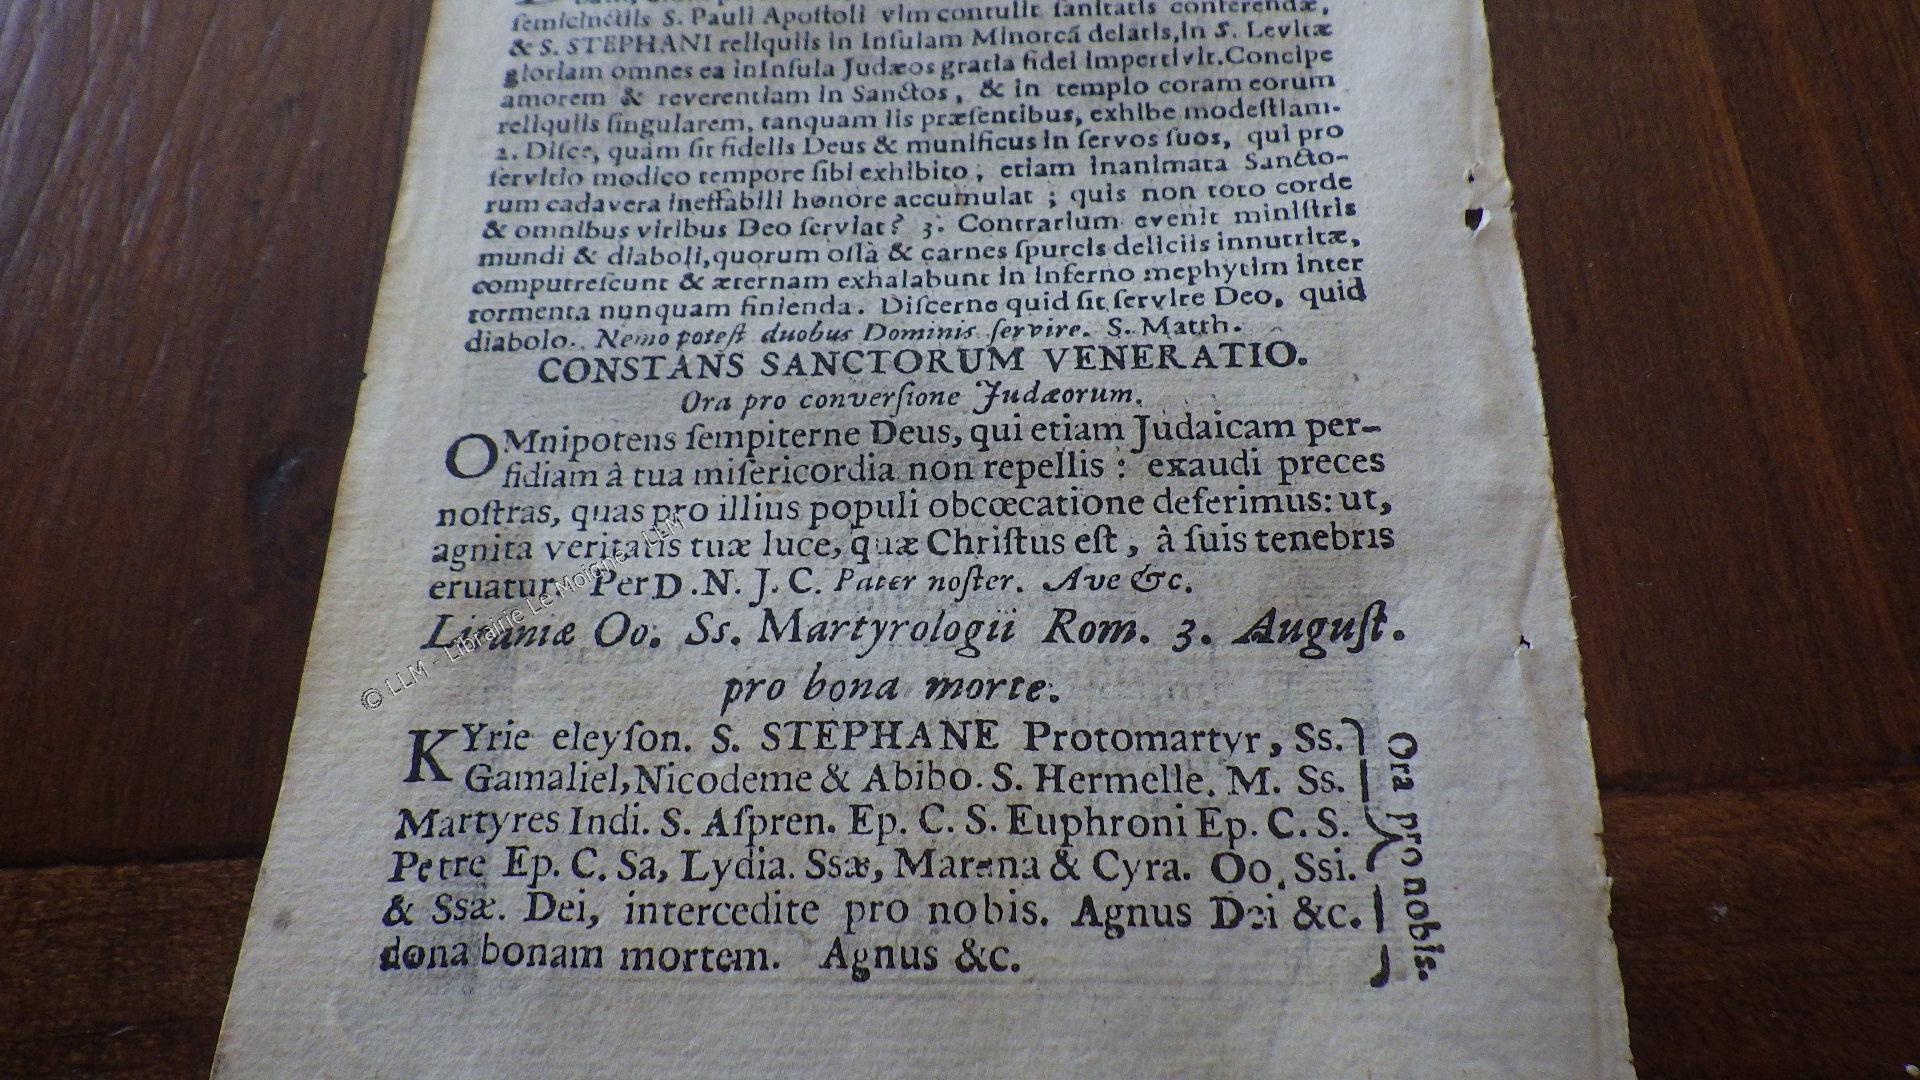 ſemicinctiis S. Pauli Apoſtoli vim contulit ſanitatis conferendæ,
& S. STEPHANI reliquiis in Inſulam Minorcâ delatis, in S. Levitæ
gloriam omnes ea in Inſula Judæos gratia fidei impertivit. Concipe
amorem & reverentiam in Sanctos, & in templo coram eorum
reliquiis ſingularem, tanquam iis præſentibus, exhibe modeſtiam.
2. Diſce, quàm ſit fidelis Deus & munificus in ſervos ſuos, qui pro
ſervitio modico tempore ſibi exhibito, etiam inanimata Sancto-
rum cadavera ineffabili honore accumulat; quis non toto corde
& omnibus viribus Deo ſerviat? 3. Contrarium evenit miniſtris
mundi & diaboli, quorum oſſa & carnes ſpurcis deliciis innutritæ,
computreſcunt & æternam exhalabunt in inferno mephytim inter
tormenta nunquam finienda. Diſcerne quid ſit ſervire Deo, quid
diabolo. Nemo poteſt duobus Dominis ſervire. S. Matth.
CONSTANS SANCTORUM VENERATIO.
Ora pro converſione Judæorum.
OMnipotens ſempiterne Deus, qui etiam Judaicam per-
fidiam â tua miſericordia non repellis: exaudi preces
noſtras, quas pro illius populi obcœcatione deferimus: ut,
agnita veritatis tuæ luce, quæ Chriſtus eſt, â ſuis tenebris
eruatur Per D. N. J. C. Pater noſter. Ave &c.
Litaniæ Oo. Ss. Martyrologii Rom. 3. Auguſt.
pro bona morte.
KYrie eleyſon. S. STEPHANE Protomartyr, Ss.
Gamaliel, Nicodeme & Abibo. S. Hermelle. M. Ss.
Martyres Indi. S. Aſpren. Ep. C. S. Euphroni Ep. C. S.
Petre Ep. C. Sa, Lydia. Ssæ, Marana & Cyra. Oo. Ssi.
& Ssæ. Dei, intercedite pro nobis. Agnus Dei &c.
dona bonam mortem. Agnus &c.
Ora pro nobis.
© LLM - Librairie Le Moigne - LLM